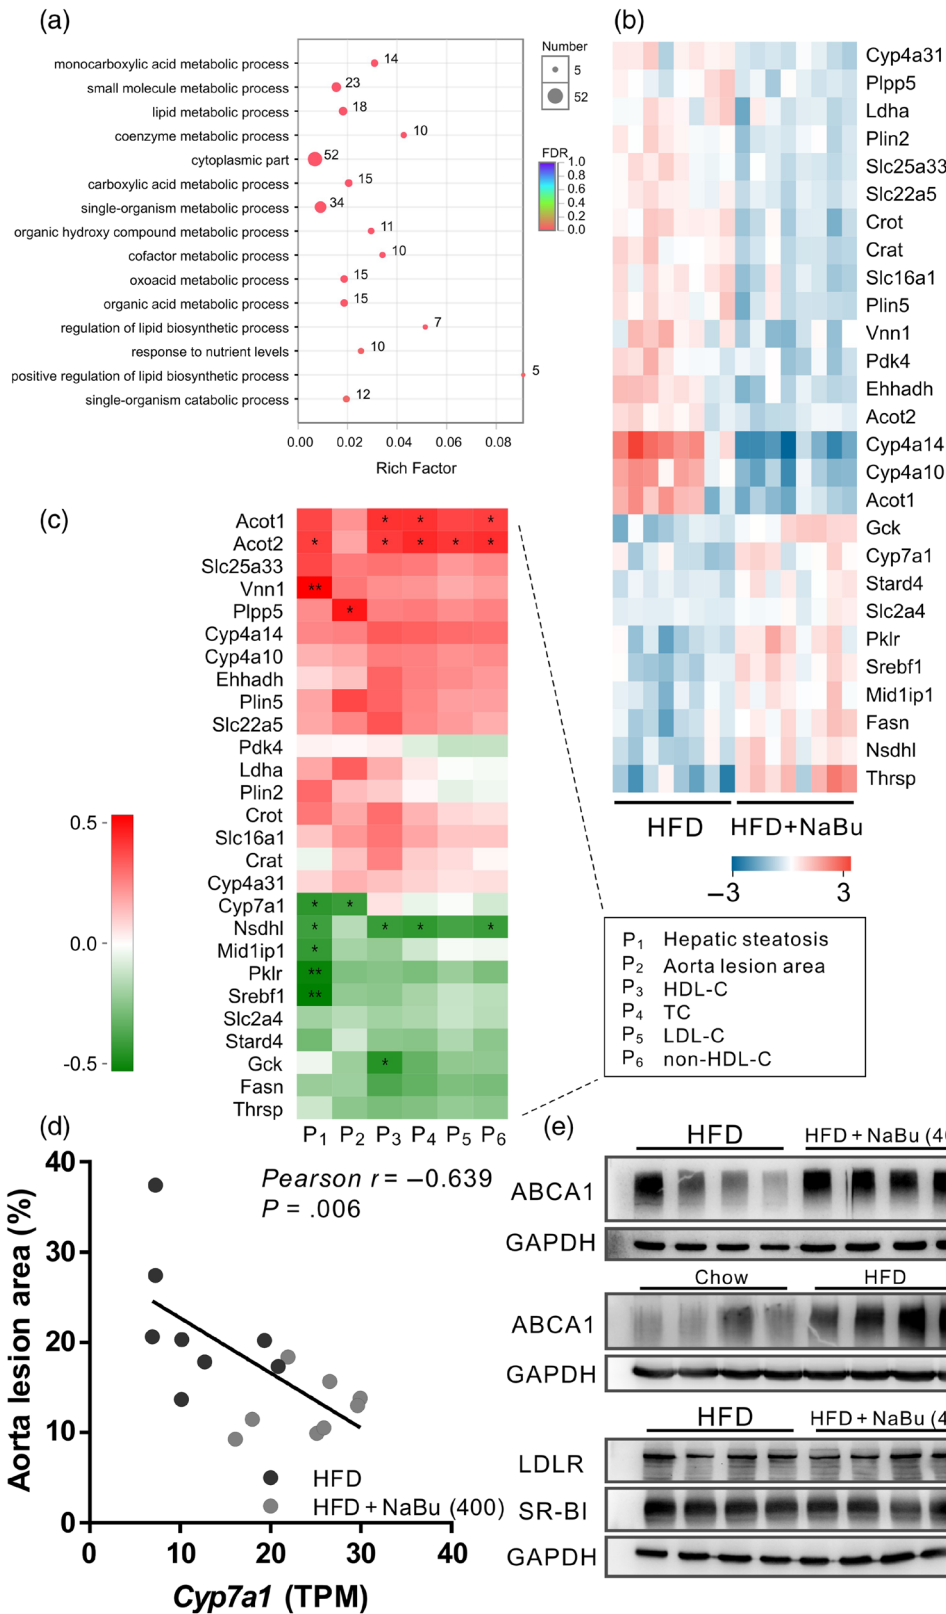 (a)
monocarboxylic acid metabolic process
small molecule metabolic process
lipid metabolic process
coenzyme metabolic process
cytoplasmic part
carboxylic acid metabolic process
single-organism metabolic process
organic hydroxy compound metabolic process
cofactor metabolic process
oxoacid metabolic process
organic acid metabolic process
regulation of lipid biosynthetic process
response to nutrient levels
positive regulation of lipid biosynthetic process
single-organism catabolic process
14
23
18
10
52
15
34
11
10
15
15
7
10
5
12
0.00 0.02 0.04 0.06 0.08
Rich Factor
Number
5
52
FDR
1.0
0.8
0.6
0.4
0.2
0.0
(b)
Cyp4a31
Plpp5
Ldha
Plin2
Slc25a33
Slc22a5
Crot
Crat
Slc16a1
Plin5
Vnn1
Pdk4
Ehhadh
Acot2
Cyp4a14
Cyp4a10
Acot1
Gck
Cyp7a1
Stard4
Slc2a4
Pklr
Srebf1
Mid1ip1
Fasn
Nsdhl
Thrsp
HFD HFD+NaBu
−3 3
(c)
Acot1 * * *
Acot2 * * * * *
Slc25a33
Vnn1 **
Plpp5 *
Cyp4a14
Cyp4a10
Ehhadh
Plin5
Slc22a5
Pdk4
Ldha
Plin2
Crot
Slc16a1
Crat
Cyp4a31
Cyp7a1 * *
Nsdhl * * * *
Mid1ip1 *
Pklr **
Srebf1 **
Slc2a4
Stard4
Gck *
Fasn
Thrsp
P1 P2 P3 P4 P5 P6
0.5
0.0
-0.5
P1 Hepatic steatosis
P2 Aorta lesion area
P3 HDL-C
P4 TC
P5 LDL-C
P6 non-HDL-C
(d)
Pearson r = −0.639
P = .006
Aorta lesion area (%)
40
30
20
10
0
HFD
HFD + NaBu (400)
0 10 20 30 40
Cyp7a1 (TPM)
(e)
HFD HFD + NaBu (40
ABCA1
GAPDH
Chow HFD
ABCA1
GAPDH
HFD HFD + NaBu (4
LDLR
SR-BI
GAPDH